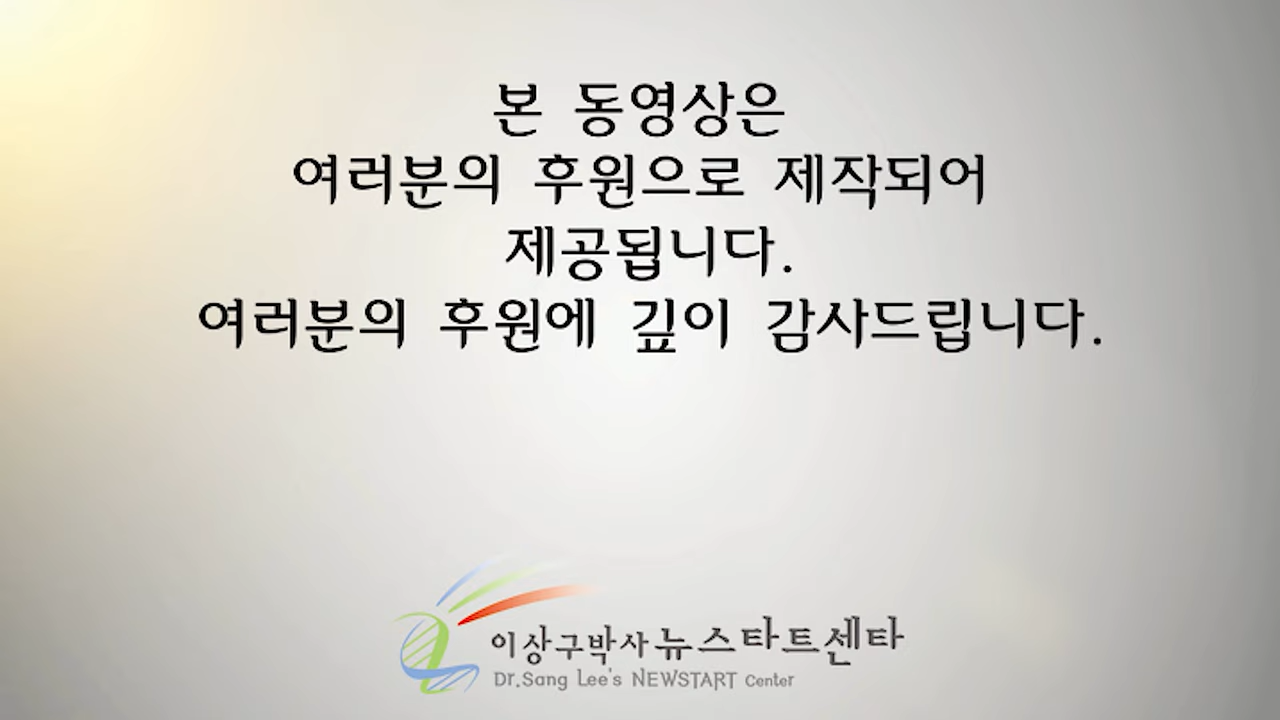 본 동영상은
여러분의 후원으로 제작되어
제공됩니다.
여러분의 후원에 깊이 감사드립니다.
이상구박사 뉴스타트센타
Dr.Sang Lee's NEWSTART Center